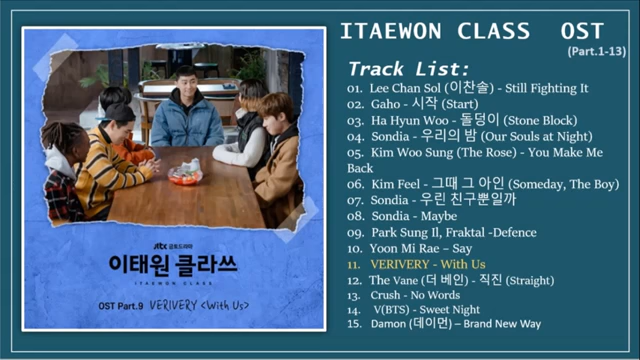 ITAEWON CLASS OST
(Part.1-13)
Track List:
01. Lee Chan Sol (이찬솔) - Still Fighting It
02. Gaho - 시작 (Start)
03. Ha Hyun Woo - 돌덩이 (Stone Block)
04. Sondia - 우리의 밤 (Our Souls at Night)
05. Kim Woo Sung (The Rose) - You Make Me
Back
06. Kim Feel - 그때 그 아인 (Someday, The Boy)
07. Sondia - 우린 친구뿐일까
08. Sondia - Maybe
09. Park Sung Il, Fraktal -Defence
10. Yoon Mi Rae – Say
11. VERIVERY - With Us
12. The Vane (더 베인) - 직진 (Straight)
13. Crush - No Words
14. V(BTS) - Sweet Night
15. Damon (데이먼) – Brand New Way
JTBC 금토드라마
이태원 클라쓰
ITAEWON CLASS
OST Part.9 VERIVERY <With Us>